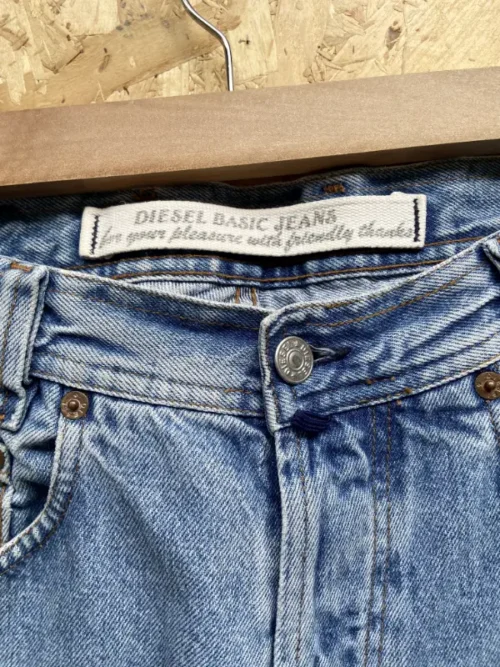 DIESEL BASIC JEANS
for your pleasure with friendly thanks